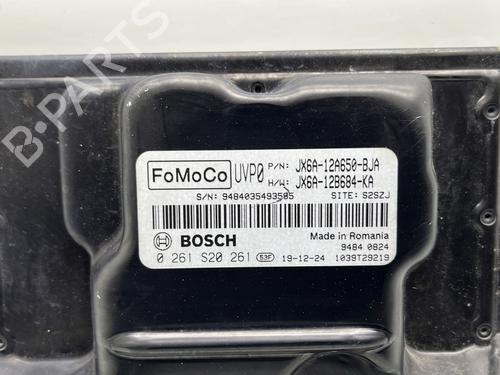 B-PARTS
FoMoCo UVP0 P/N: JX6A-12A650-BJA
H/W: JX6A-12B684-KA
S/N: 9484035493585 SITE: S2SZJ
BOSCH Made in Romania
9484 0824
0 261 S20 261 53F 19-12-24 1039T29219